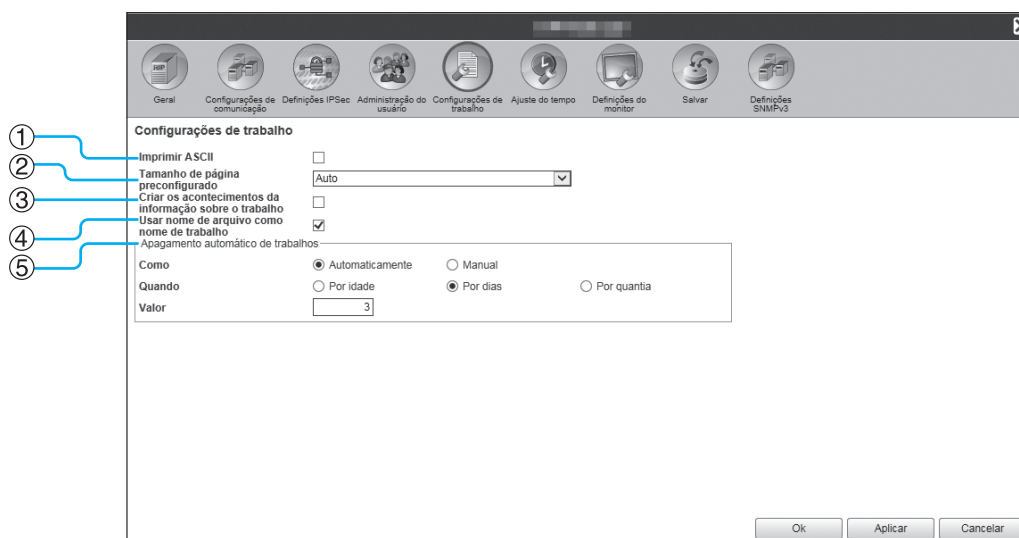 RIP
Geral
Configurações de comunicação
Definições IPSec
Administração do usuário
Configurações de trabalho
Ajuste do tempo
Definições do monitor
Salvar
Definições SNMPv3
Configurações de trabalho
① Imprimir ASCII
② Tamanho de página preconfigurado Auto
③ Criar os acontecimentos da informação sobre o trabalho
④ Usar nome de arquivo como nome de trabalho
⑤ Apagamento automático de trabalhos
Como Automaticamente Manual
Quando Por idade Por dias Por quantia
Valor 3
Ok Aplicar Cancelar